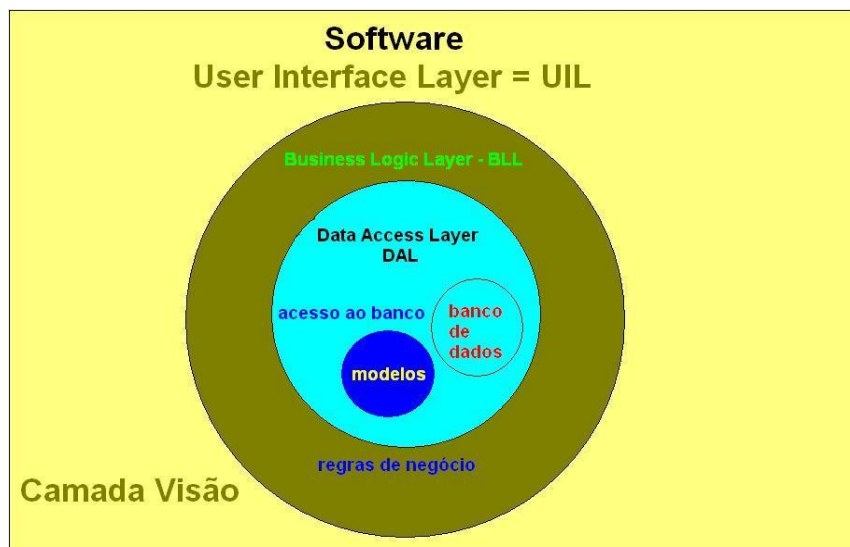 Software
User Interface Layer = UIL
Business Logic Layer - BLL
Data Access Layer
DAL
acesso ao banco
banco
de
dados
modelos
regras de negócio
Camada Visão